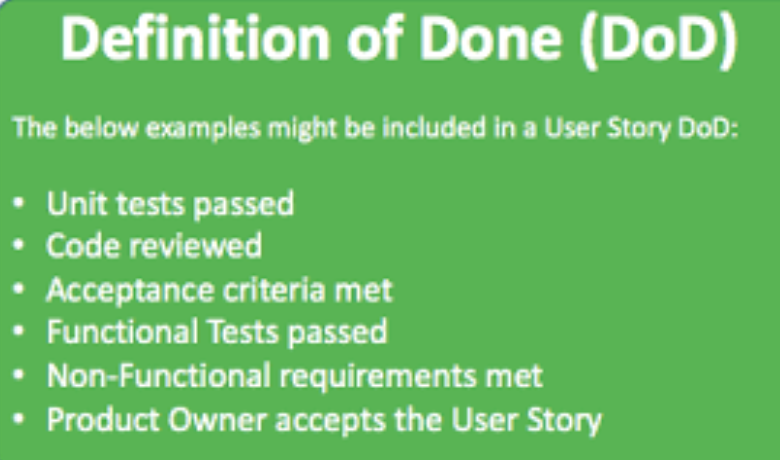 Definition of Done (DoD)
The below examples might be included in a User Story DoD:
• Unit tests passed
• Code reviewed
• Acceptance criteria met
• Functional Tests passed
• Non-Functional requirements met
• Product Owner accepts the User Story